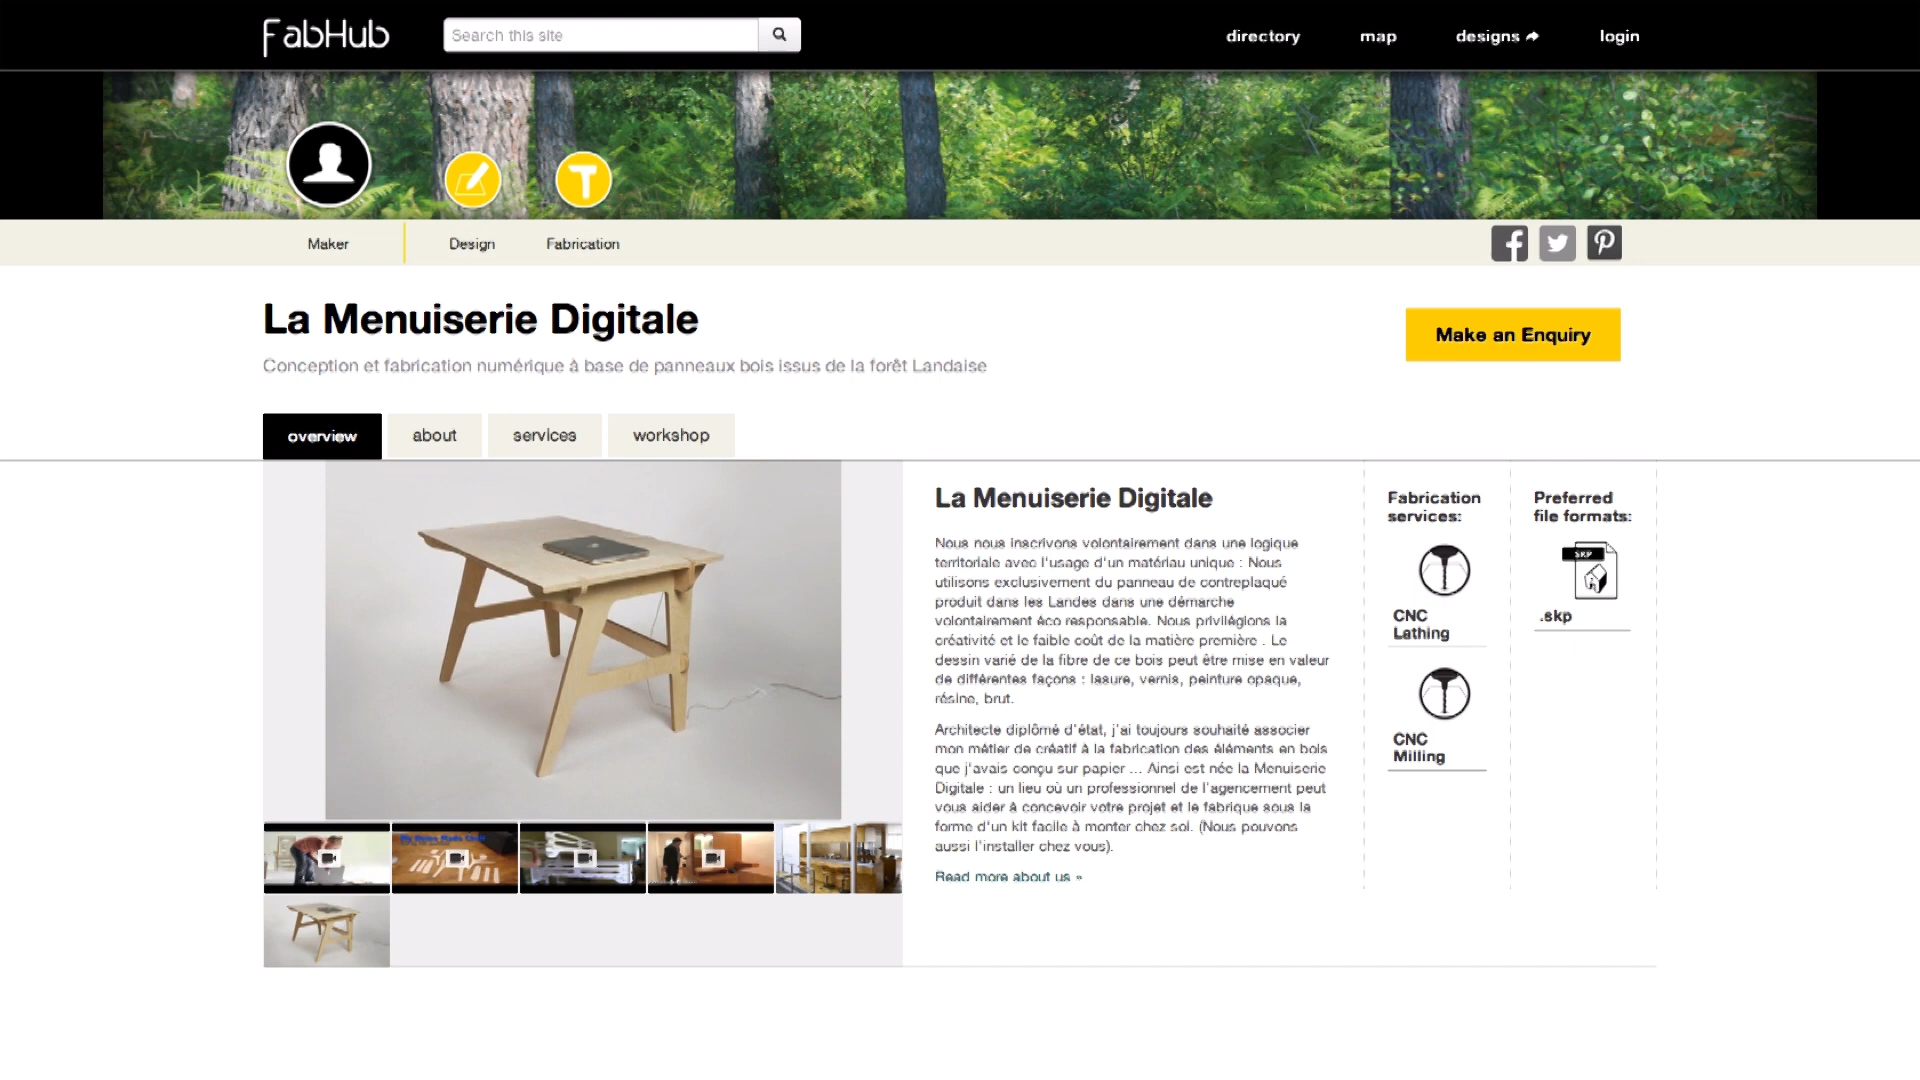 FabHub
Search this site
directory
map
designs
login
Maker
Design
Fabrication
La Menuiserie Digitale
Make an Enquiry
Conception et fabrication numérique à base de panneaux bois issus de la forêt Landaise
overview
about
services
workshop
La Menuiserie Digitale
Nous nous inscrivons volontairement dans une logique
territoriale avec l'usage d'un matériau unique : Nous
utilisons exclusivement du panneau de contreplaqué
produit dans les Landes dans une démarche
volontairement éco responsable. Nous privilégions la
créativité et le faible coût de la matière première . Le
dessin varié de la fibre de ce bois peut être mise en valeur
de différentes façons : lasure, vernis, peinture opaque,
résine, brut.
Architecte diplômé d'état, j'ai toujours souhaité associer
mon métier de créatif à la fabrication des éléments en bois
que j'avais conçu sur papier ... Ainsi est née la Menuiserie
Digitale : un lieu où un professionnel de l'agencement peut
vous aider à concevoir votre projet et le fabrique sous la
forme d'un kit facile à monter chez soi. (Nous pouvons
aussi l'installer chez vous).
Read more about us »
Fabrication
services:
CNC
Lathing
CNC
Milling
Preferred
file formats:
SKP
.skp